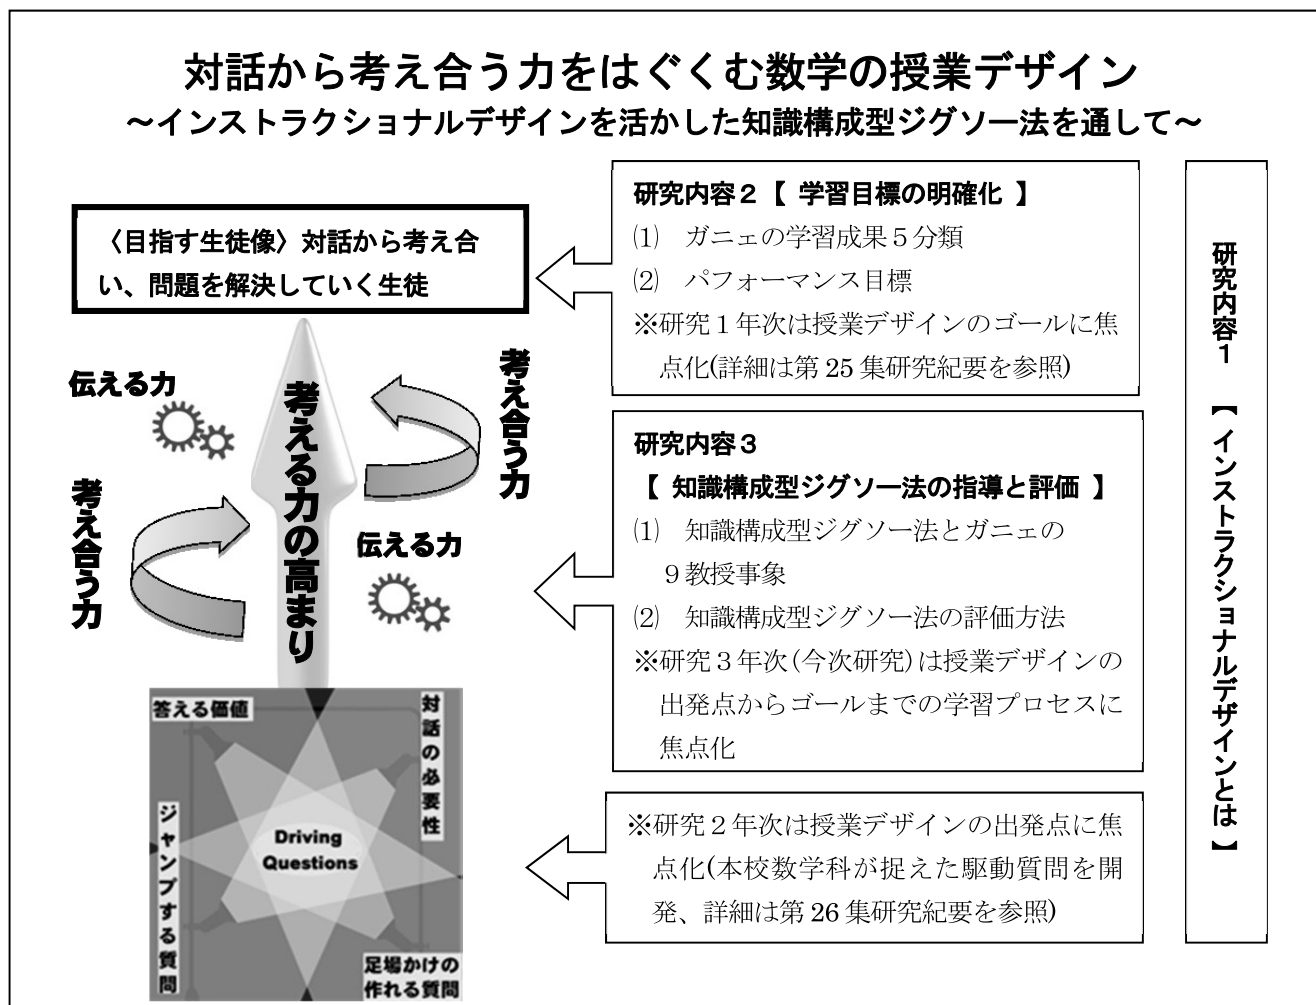 対話から考え合う力をはぐくむ数学の授業デザイン
～インストラクショナルデザインを活かした知識構成型ジグソー法を通して～
〈目指す生徒像〉対話から考え合
い、問題を解決していく生徒
伝える力
考え合う力
考える力の高まり
考え合う力
伝える力
答える価値
対話の必要性
ジャンプする質問
Driving
Questions
足場かけの
作れる質問
研究内容２【 学習目標の明確化 】
⑴　ガニェの学習成果５分類
⑵　パフォーマンス目標
※研究１年次は授業デザインのゴールに焦
点化(詳細は第 25 集研究紀要を参照)
研究内容３
【 知識構成型ジグソー法の指導と評価 】
⑴　知識構成型ジグソー法とガニェの
９教授事象
⑵　知識構成型ジグソー法の評価方法
※研究３年次(今次研究)は授業デザインの
出発点からゴールまでの学習プロセスに
焦点化
※研究２年次は授業デザインの出発点に焦
点化(本校数学科が捉えた駆動質問を開
発、詳細は第 26 集研究紀要を参照)
研究内容１　【 インストラクショナルデザインとは 】